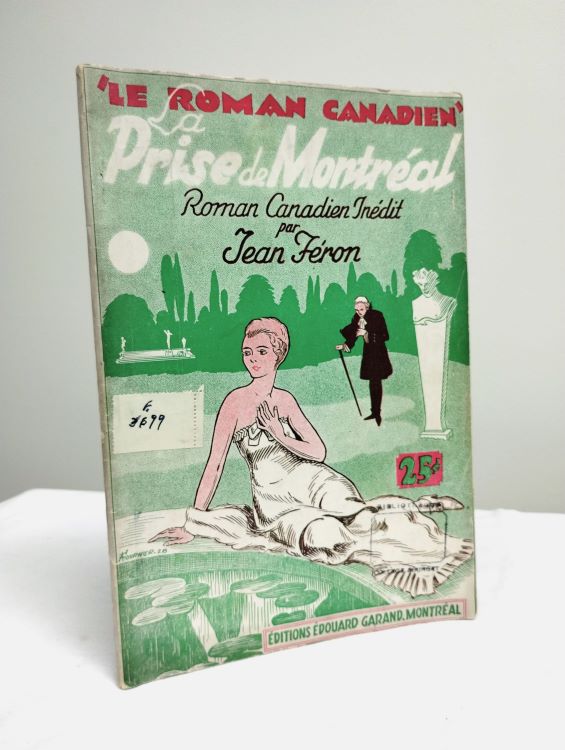 "LE ROMAN CANADIEN"
La
Prise de Montréal
Roman Canadien Inédit
par
Jean Féron
25¢
ÉDITIONS ÉDOUARD GARAND. MONTRÉAL